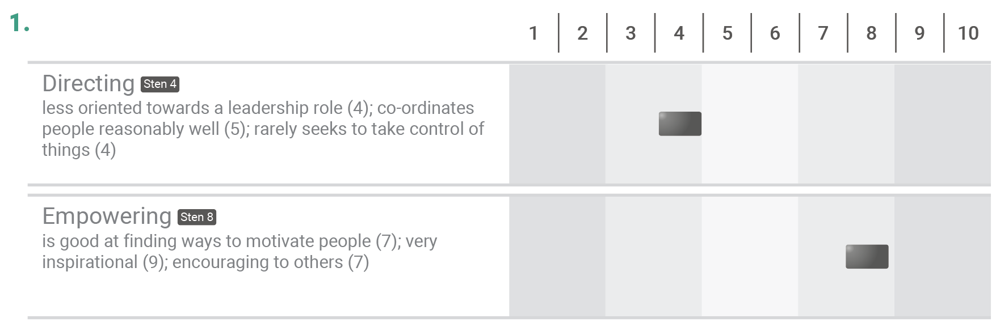 1.
1 2 3 4 5 6 7 8 9 10
Directing Sten 4
less oriented towards a leadership role (4); co-ordinates
people reasonably well (5); rarely seeks to take control of
things (4)
Empowering Sten 8
is good at finding ways to motivate people (7); very
inspirational (9); encouraging to others (7)